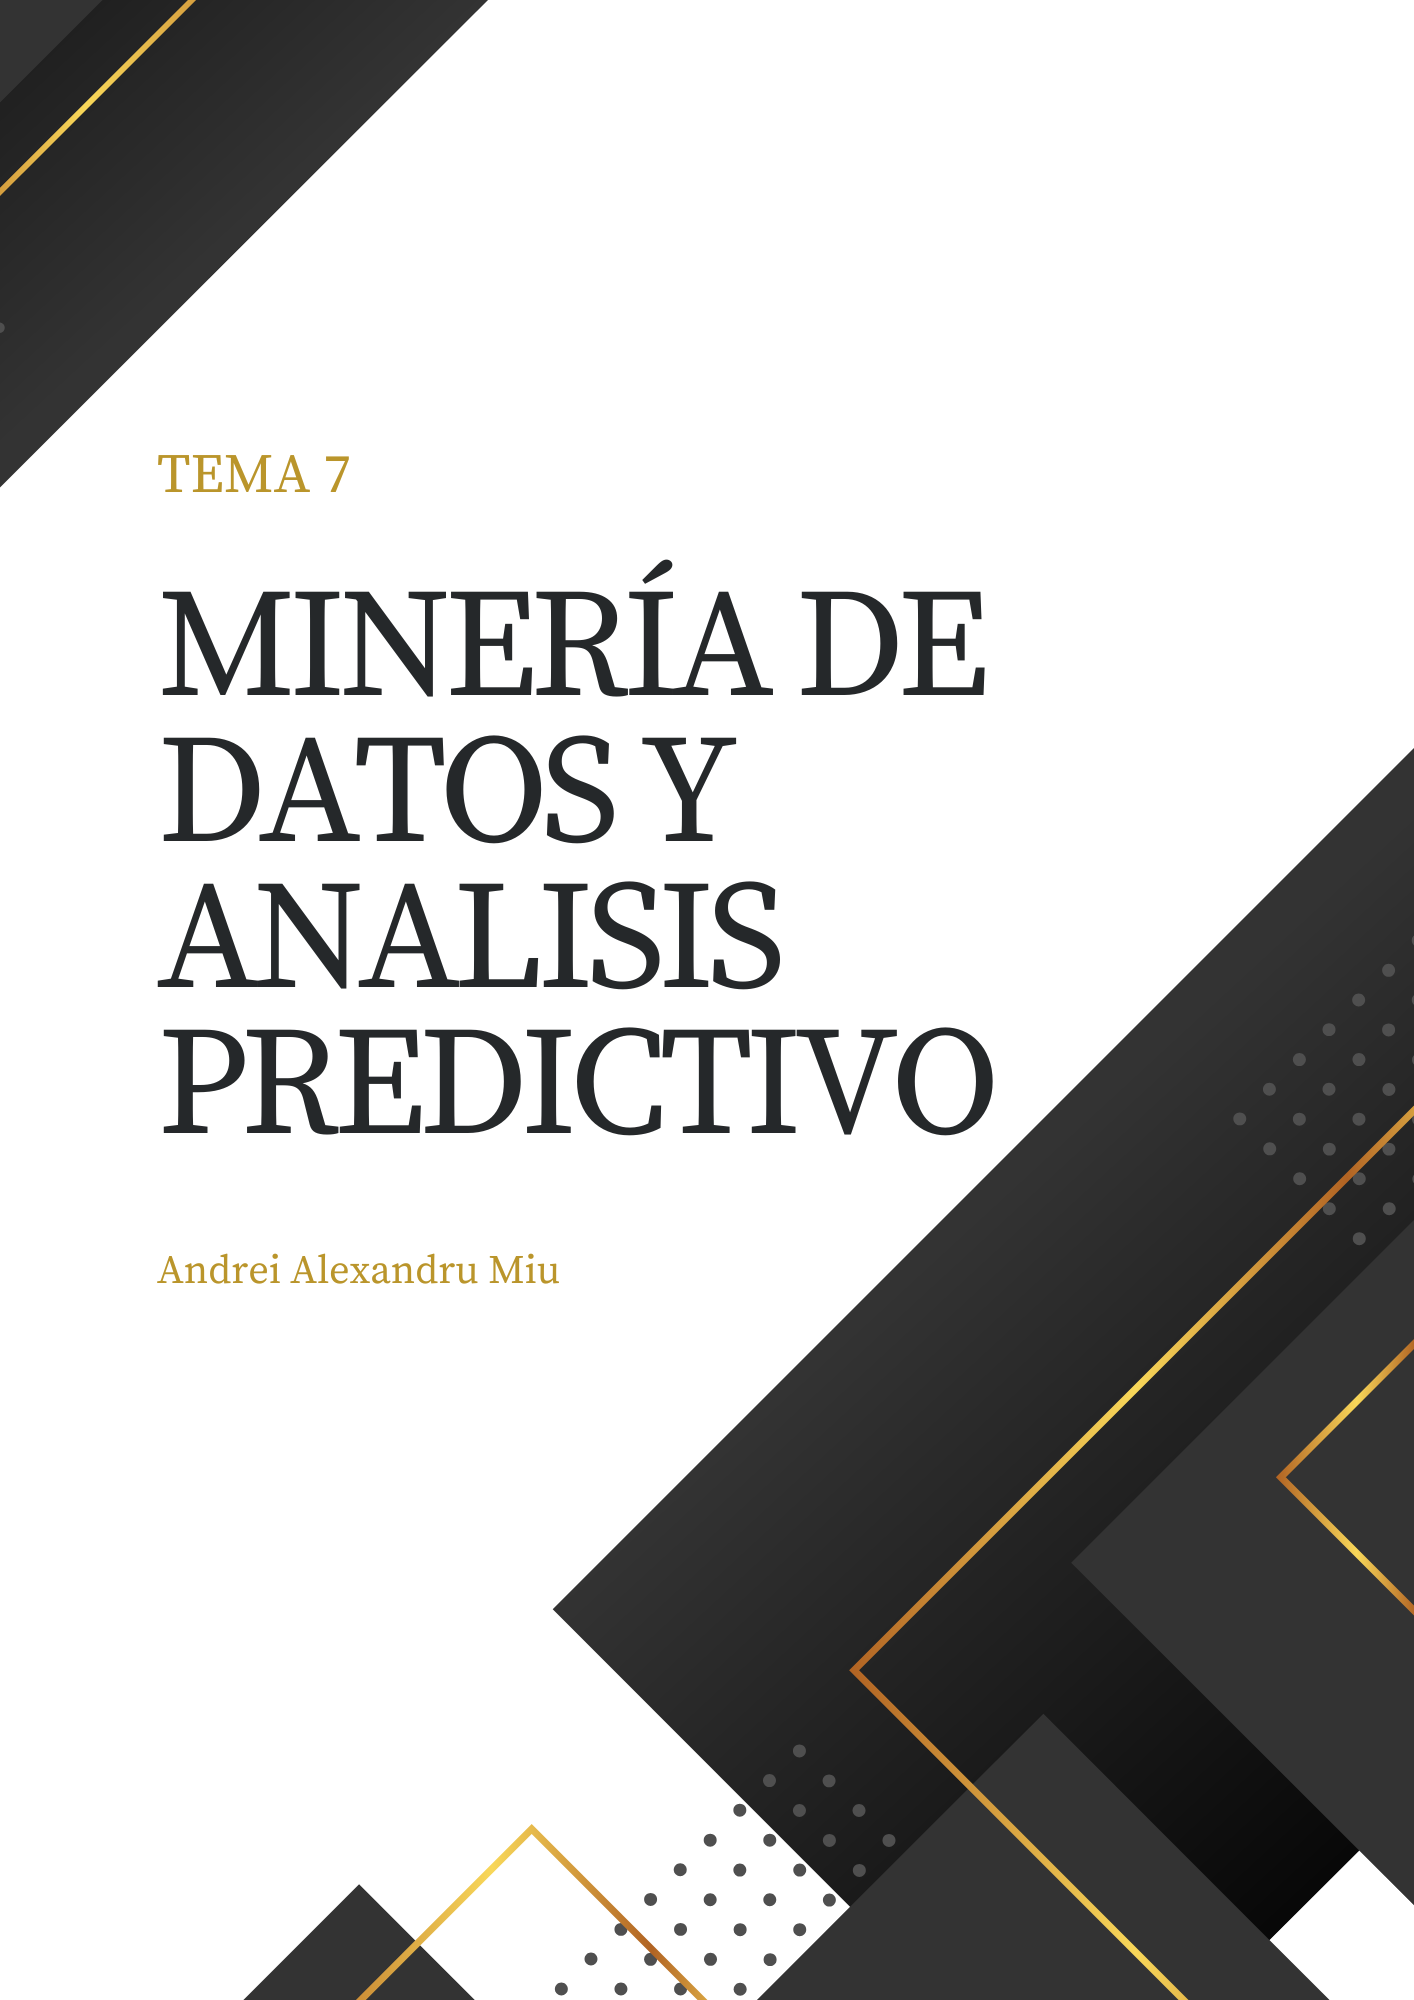 TEMA 7
MINERÍA DE
DATOS Y
ANALISIS
PREDICTIVO
Andrei Alexandru Miu